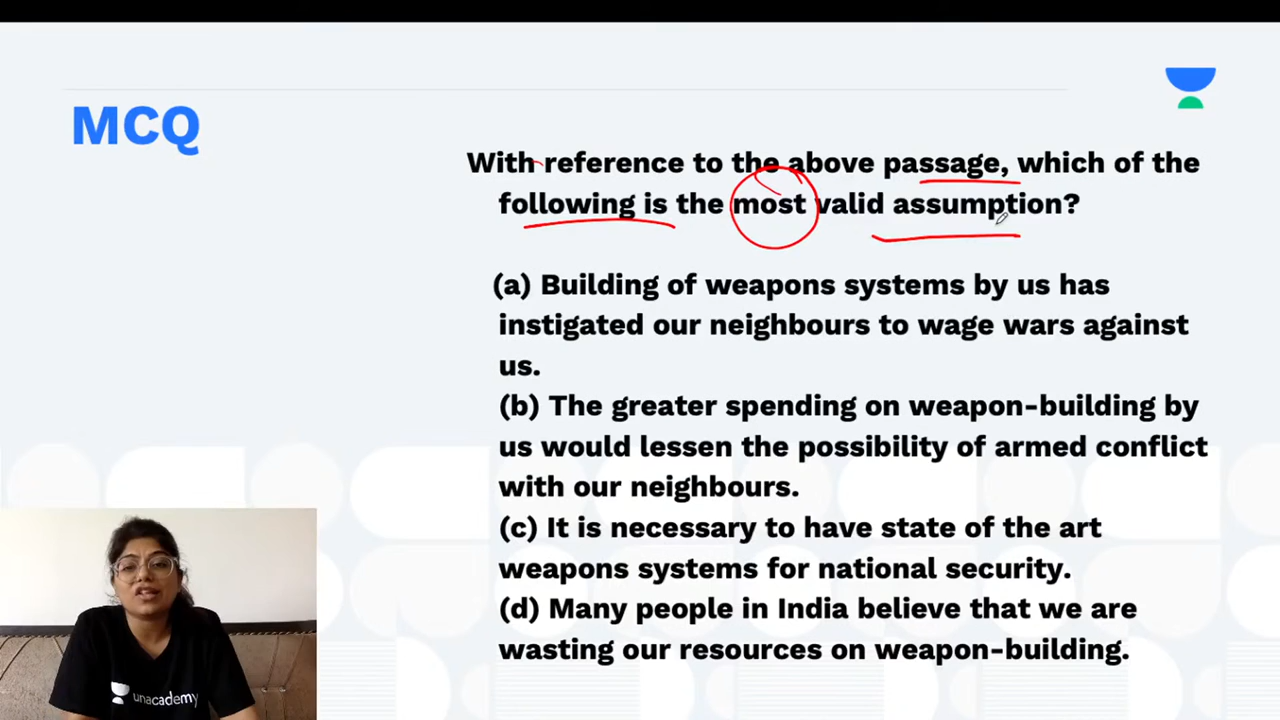 MCQ
With reference to the above passage, which of the
following is the most valid assumption?
(a) Building of weapons systems by us has
instigated our neighbours to wage wars against
us.
(b) The greater spending on weapon-building by
us would lessen the possibility of armed conflict
with our neighbours.
(c) It is necessary to have state of the art
weapons systems for national security.
(d) Many people in India believe that we are
wasting our resources on weapon-building.
unacademy